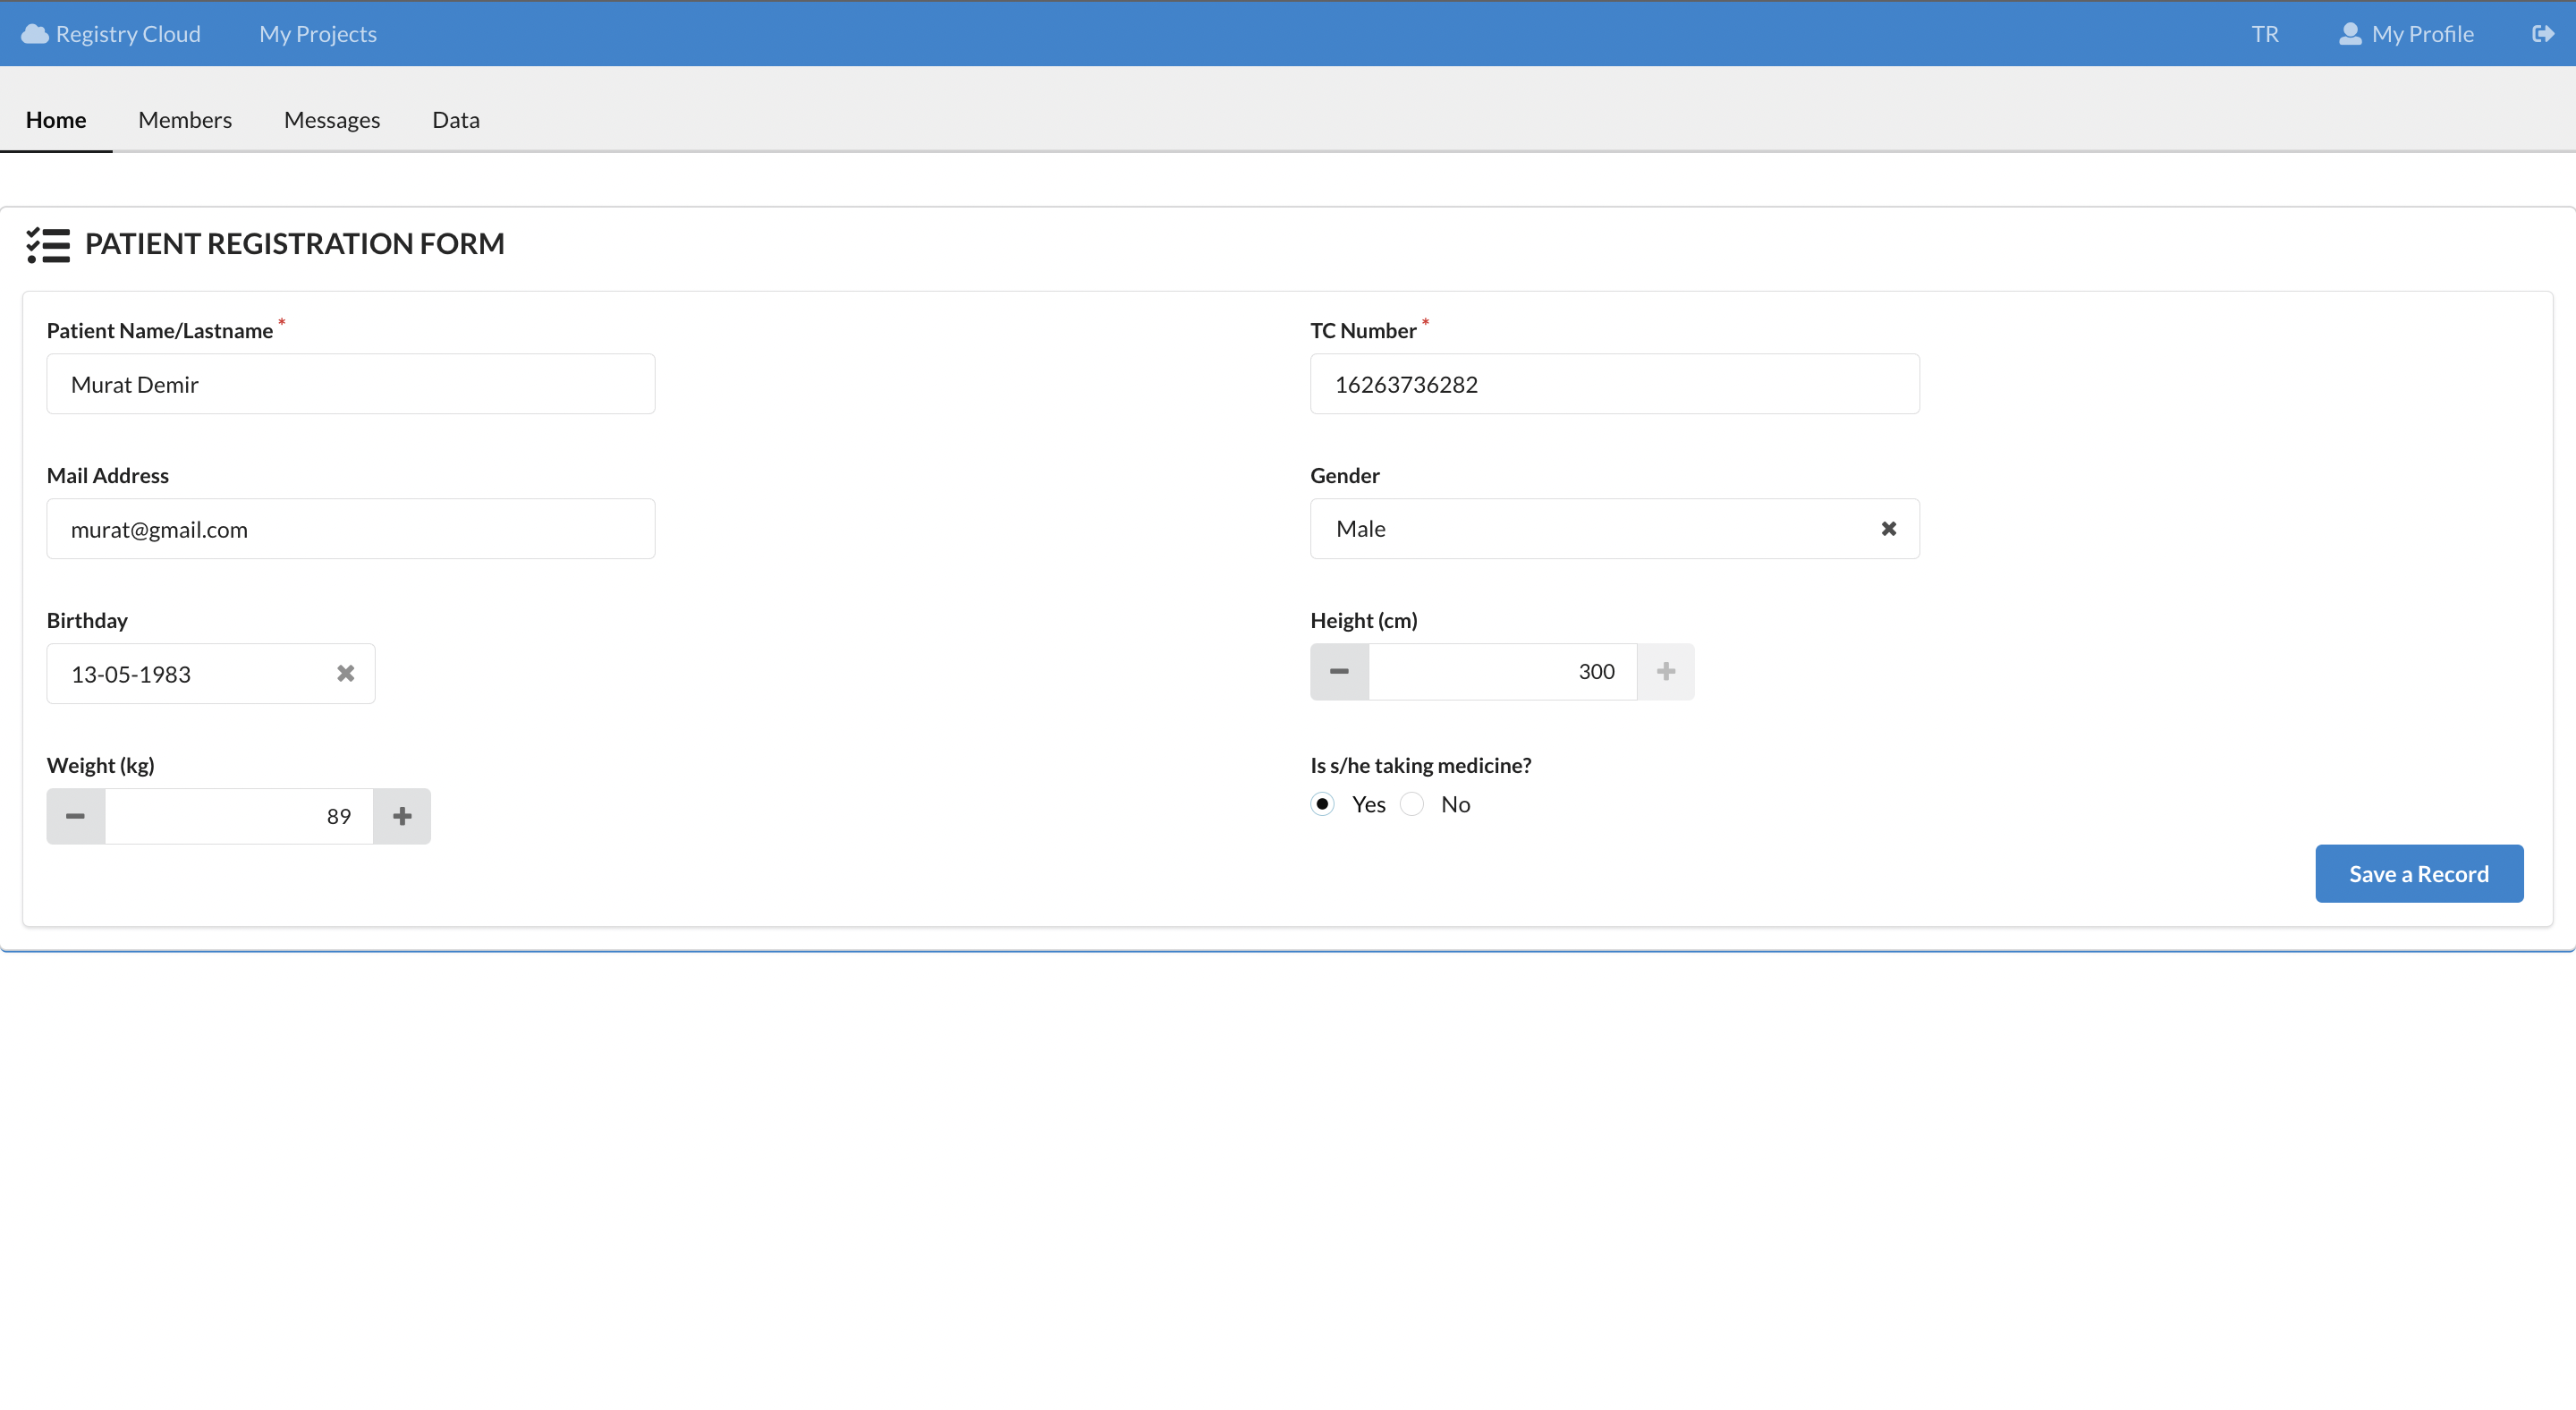 Registry Cloud My Projects TR My Profile
Home Members Messages Data
PATIENT REGISTRATION FORM
Patient Name/Lastname * TC Number *
Murat Demir 16263736282
Mail Address Gender
murat@gmail.com Male
Birthday Height (cm)
13-05-1983 300
Weight (kg) Is s/he taking medicine?
89 Yes No
Save a Record